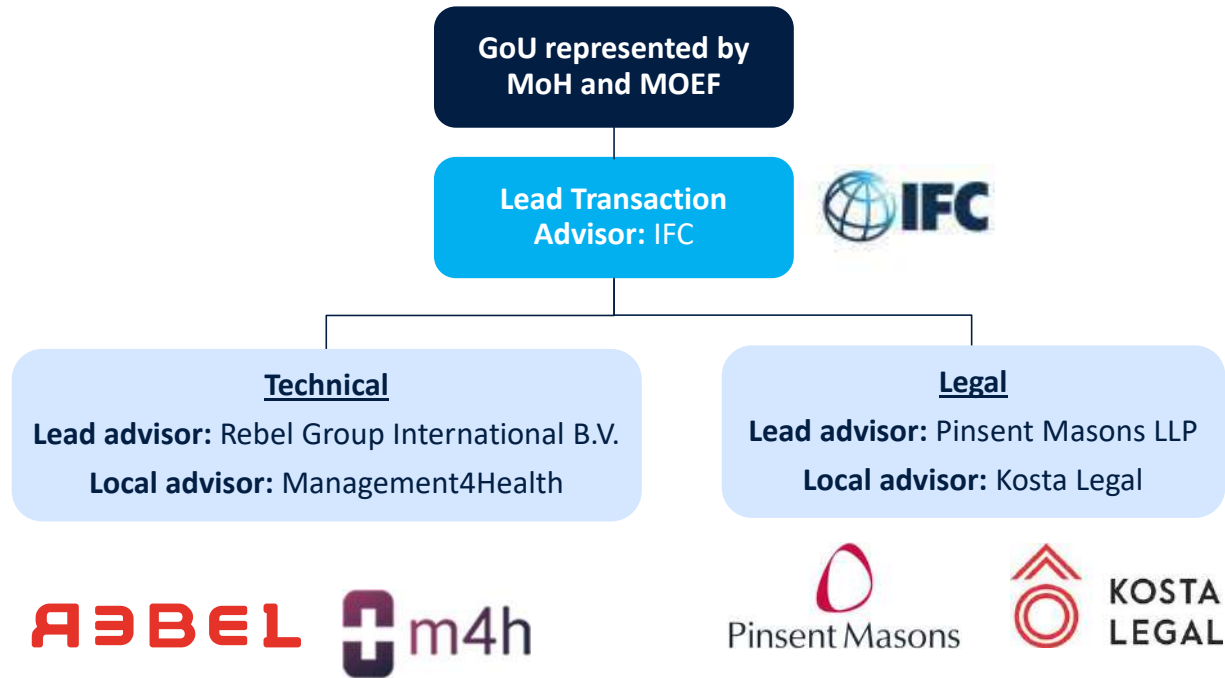 GoU represented by
MoH and MOEF
Lead Transaction
Advisor: IFC
IFC
Technical
Lead advisor: Rebel Group International B.V.
Local advisor: Management4Health
Legal
Lead advisor: Pinsent Masons LLP
Local advisor: Kosta Legal
REBEL
m4h
Pinsent Masons
KOSTA
LEGAL